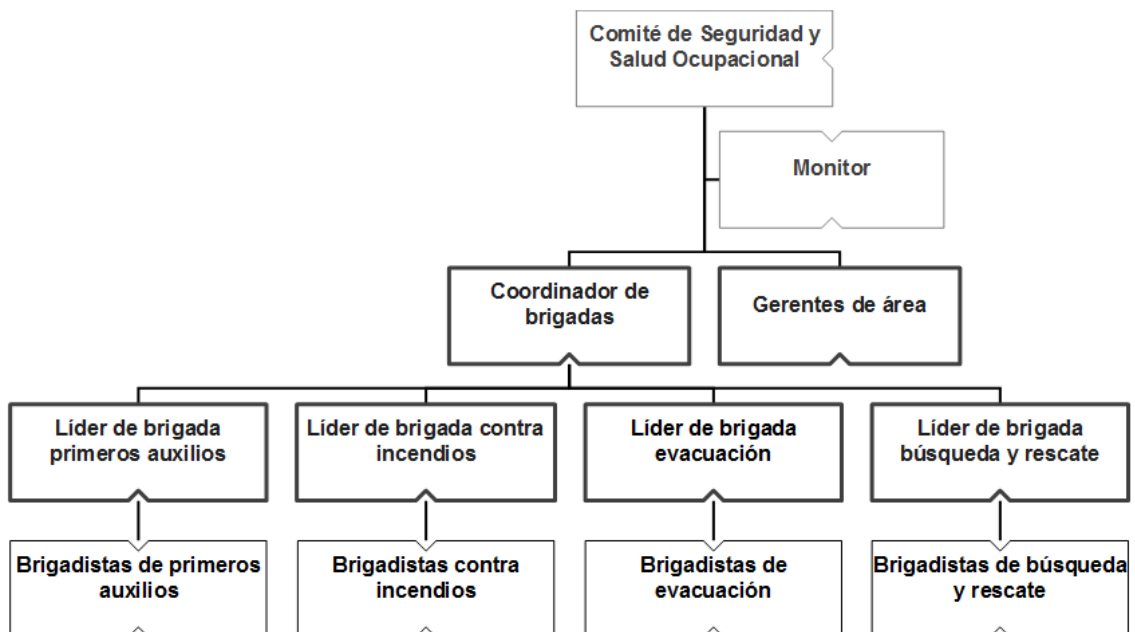 Comité de Seguridad y
Salud Ocupacional
Monitor
Coordinador de
brigadas
Gerentes de área
Líder de brigada
primeros auxilios
Líder de brigada contra
incendios
Líder de brigada
evacuación
Líder de brigada
búsqueda y rescate
Brigadistas de primeros
auxilios
Brigadistas contra
incendios
Brigadistas de
evacuación
Brigadistas de búsqueda
y rescate